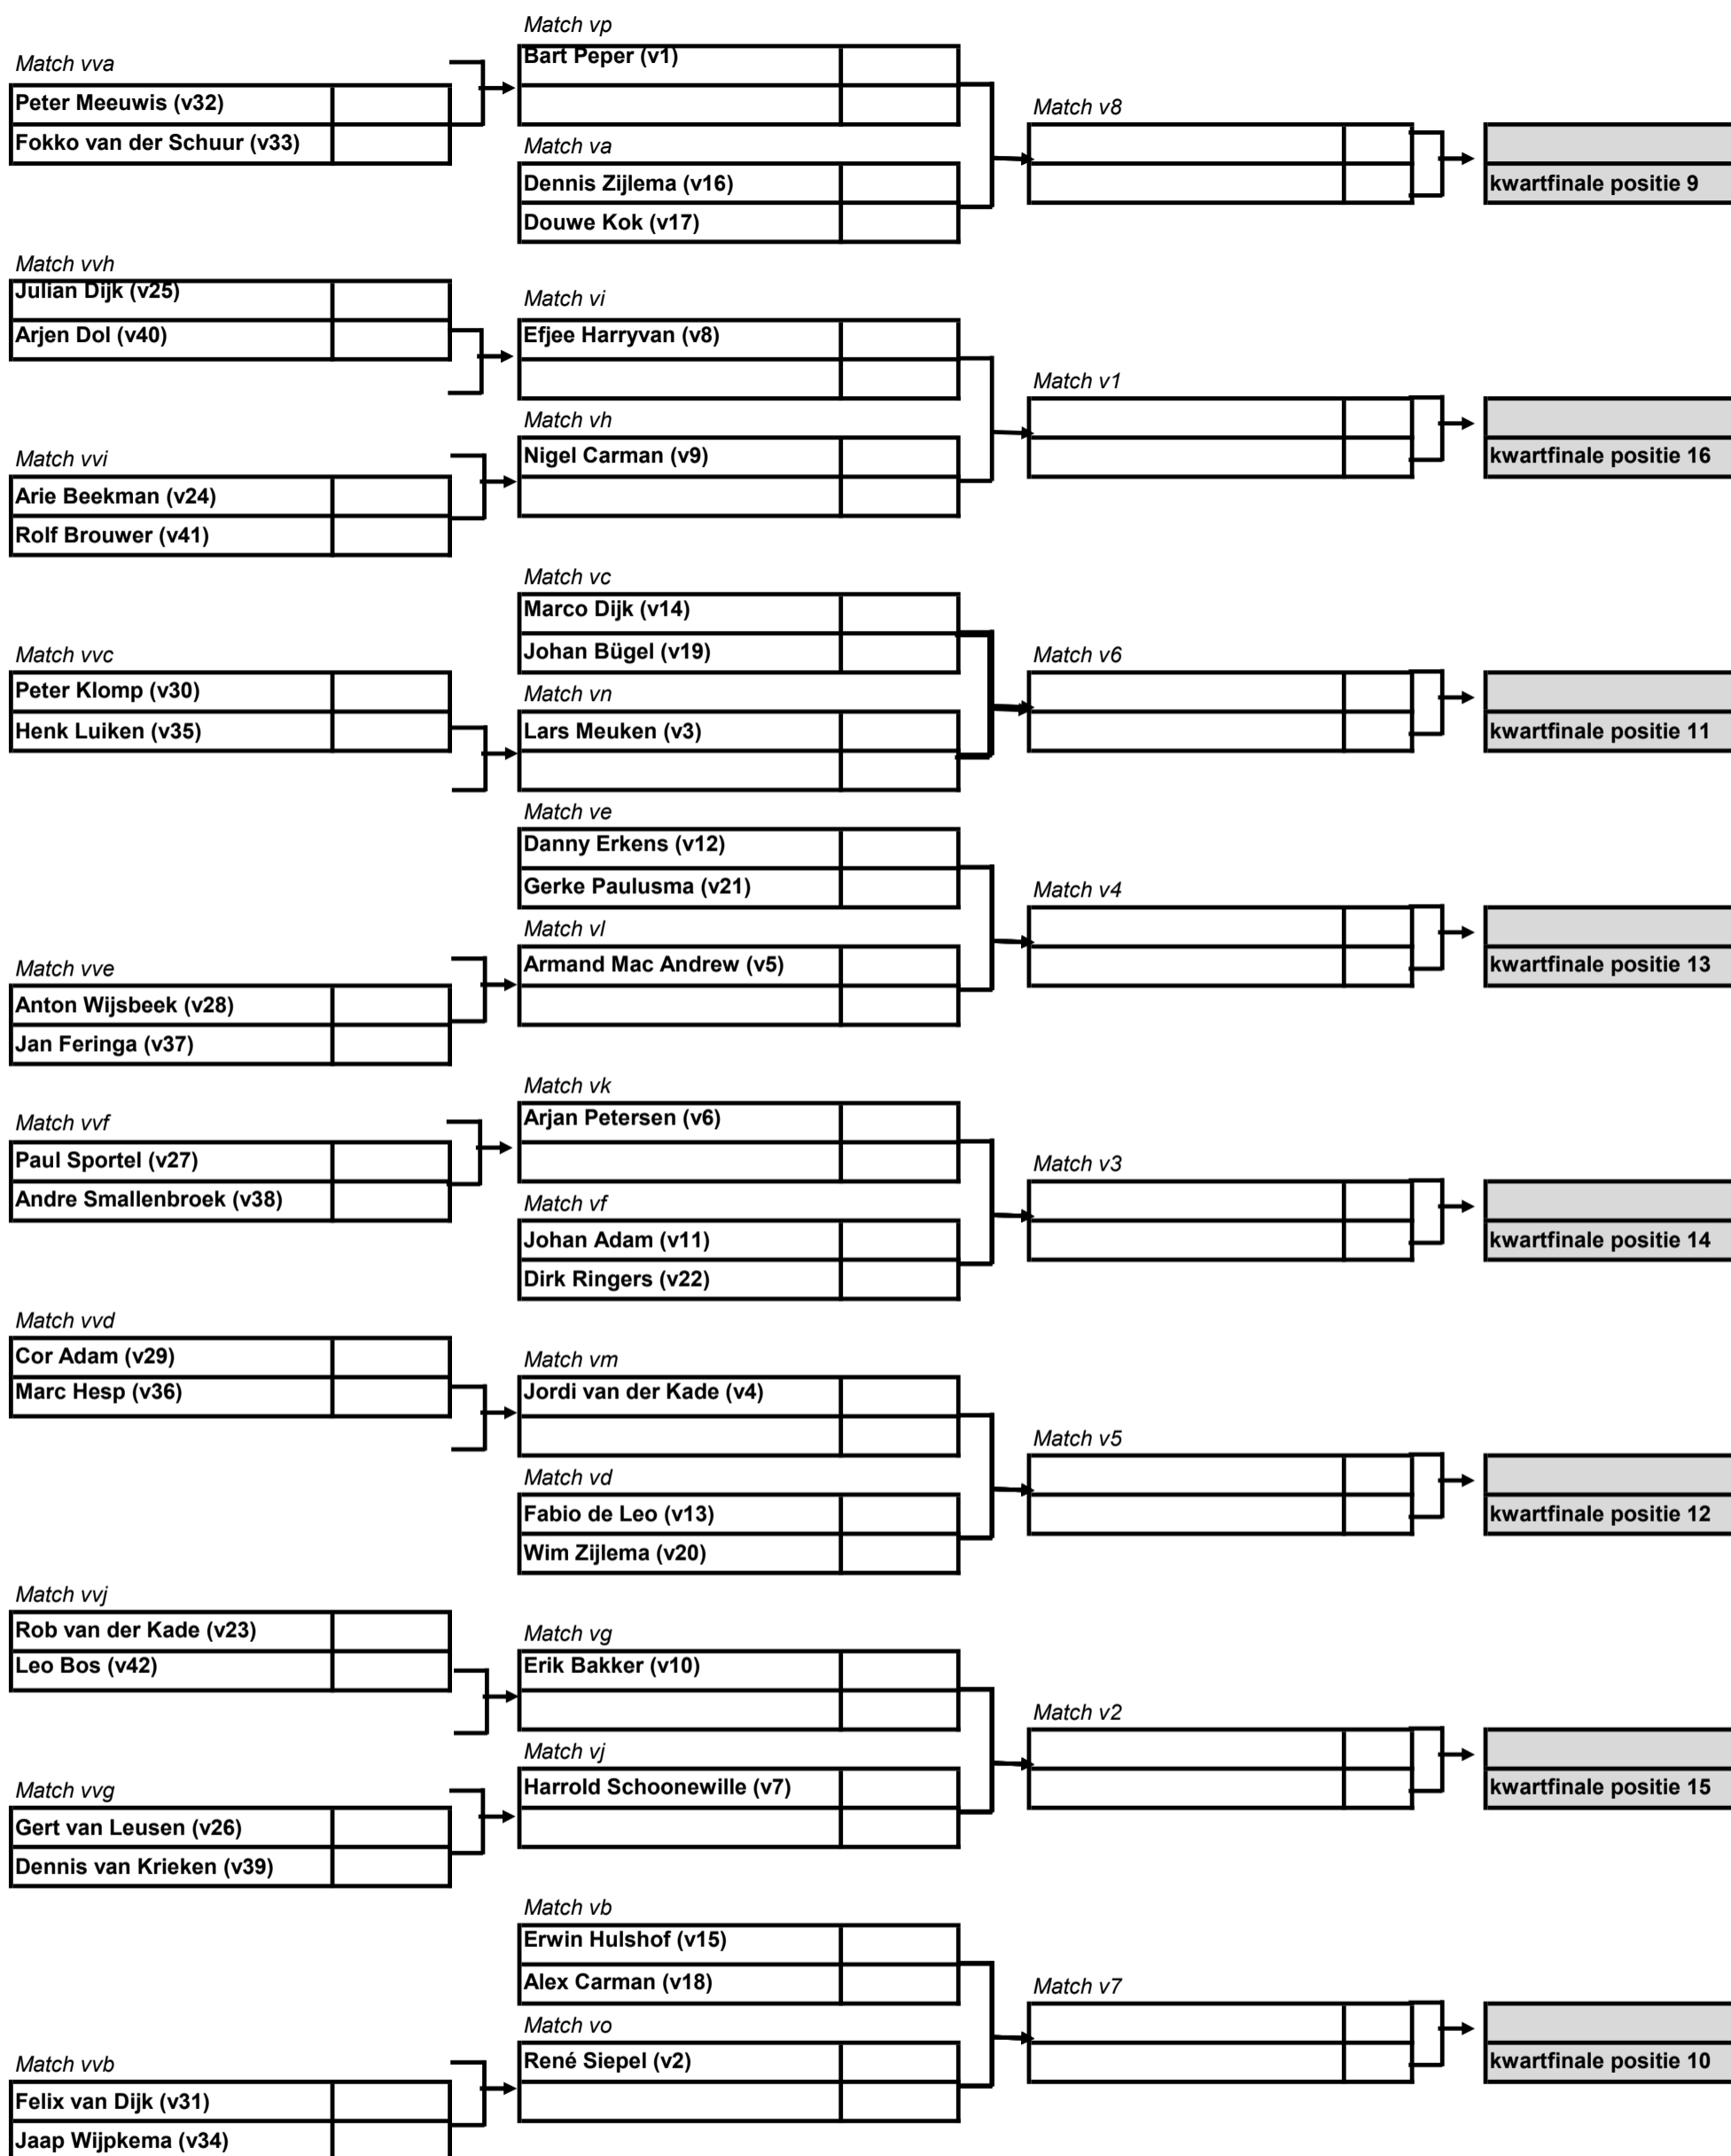 Match vp
Match vva
Bart Peper (v1)
Peter Meeuwis (v32)
Fokko van der Schuur (v33)
Match v8
Match va
Dennis Zijlema (v16)
kwartfinale positie 9
Douwe Kok (v17)
Match vvh
Julian Dijk (v25)
Match vi
Arjen Dol (v40)
Efjee Harryvan (v8)
Match v1
Match vh
Match vvi
Nigel Carman (v9)
kwartfinale positie 16
Arie Beekman (v24)
Rolf Brouwer (v41)
Match vc
Marco Dijk (v14)
Match vvc
Johan Bügel (v19)
Match v6
Peter Klomp (v30)
Match vn
Henk Luiken (v35)
Lars Meuken (v3)
kwartfinale positie 11
Match ve
Danny Erkens (v12)
Gerke Paulusma (v21)
Match v4
Match vl
Match vve
Armand Mac Andrew (v5)
kwartfinale positie 13
Anton Wijsbeek (v28)
Jan Feringa (v37)
Match vk
Match vvf
Arjan Petersen (v6)
Paul Sportel (v27)
Match v3
Andre Smallenbroek (v38)
Match vf
Johan Adam (v11)
kwartfinale positie 14
Dirk Ringers (v22)
Match vvd
Cor Adam (v29)
Match vm
Marc Hesp (v36)
Jordi van der Kade (v4)
Match v5
Match vd
Fabio de Leo (v13)
kwartfinale positie 12
Wim Zijlema (v20)
Match vvj
Rob van der Kade (v23)
Match vg
Leo Bos (v42)
Erik Bakker (v10)
Match v2
Match vj
Match vvg
Harrold Schoonewille (v7)
kwartfinale positie 15
Gert van Leusen (v26)
Dennis van Krieken (v39)
Match vb
Erwin Hulshof (v15)
Alex Carman (v18)
Match v7
Match vo
Match vvb
René Siepel (v2)
kwartfinale positie 10
Felix van Dijk (v31)
Jaap Wijpkema (v34)